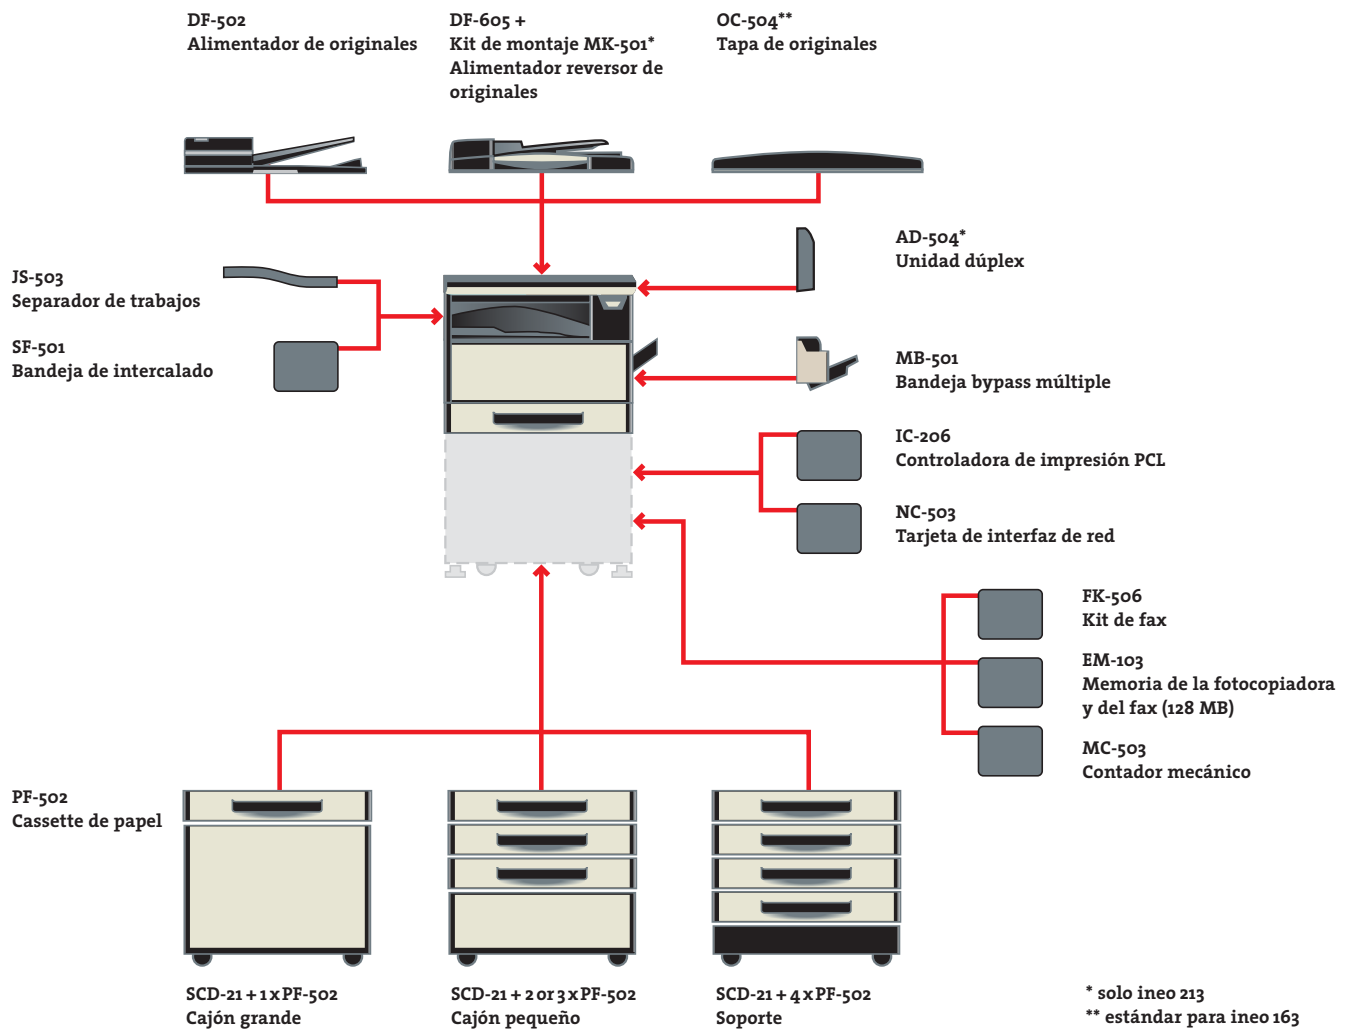 DF-502
Alimentador de originales
DF-605 +
Kit de montaje MK-501*
Alimentador reversor de
originales
OC-504**
Tapa de originales
AD-504*
Unidad dúplex
JS-503
Separador de trabajos
SF-501
Bandeja de intercalado
MB-501
Bandeja bypass múltiple
IC-206
Controladora de impresión PCL
NC-503
Tarjeta de interfaz de red
FK-506
Kit de fax
EM-103
Memoria de la fotocopiadora
y del fax (128 MB)
MC-503
Contador mecánico
PF-502
Cassette de papel
SCD-21 + 1 x PF-502
Cajón grande
SCD-21 + 2 or 3 x PF-502
Cajón pequeño
SCD-21 + 4 x PF-502
Soporte
* solo ineo 213
** estándar para ineo 163